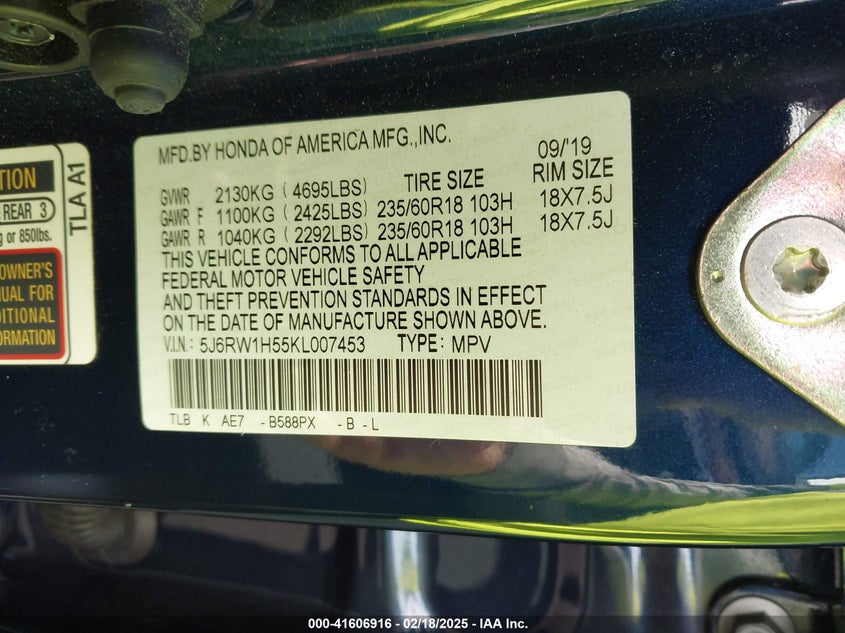 MFD.BY HONDA OF AMERICA MFG.,INC. 09/'19
GVWR 2130KG (4695LBS) TIRE SIZE RIM SIZE
GAWR F 1100KG (2425LBS) 235/60R18 103H 18X7.5J
GAWR R 1040KG (2292LBS) 235/60R18 103H 18X7.5J
THIS VEHICLE CONFORMS TO ALL APPLICABLE
FEDERAL MOTOR VEHICLE SAFETY
AND THEFT PREVENTION STANDARDS IN EFFECT
ON THE DATE OF MANUFACTURE SHOWN ABOVE.
V.I.N.: 5J6RW1H55KL007453 TYPE: MPV
TLB K AE7 -B588PX -B -L
TION
REAR 3
g or 850lbs.
OWNER'S
UAL FOR
DITIONAL
ORMATION
TLA A1
000-41606916 - 02/18/2025 - IAA Inc.